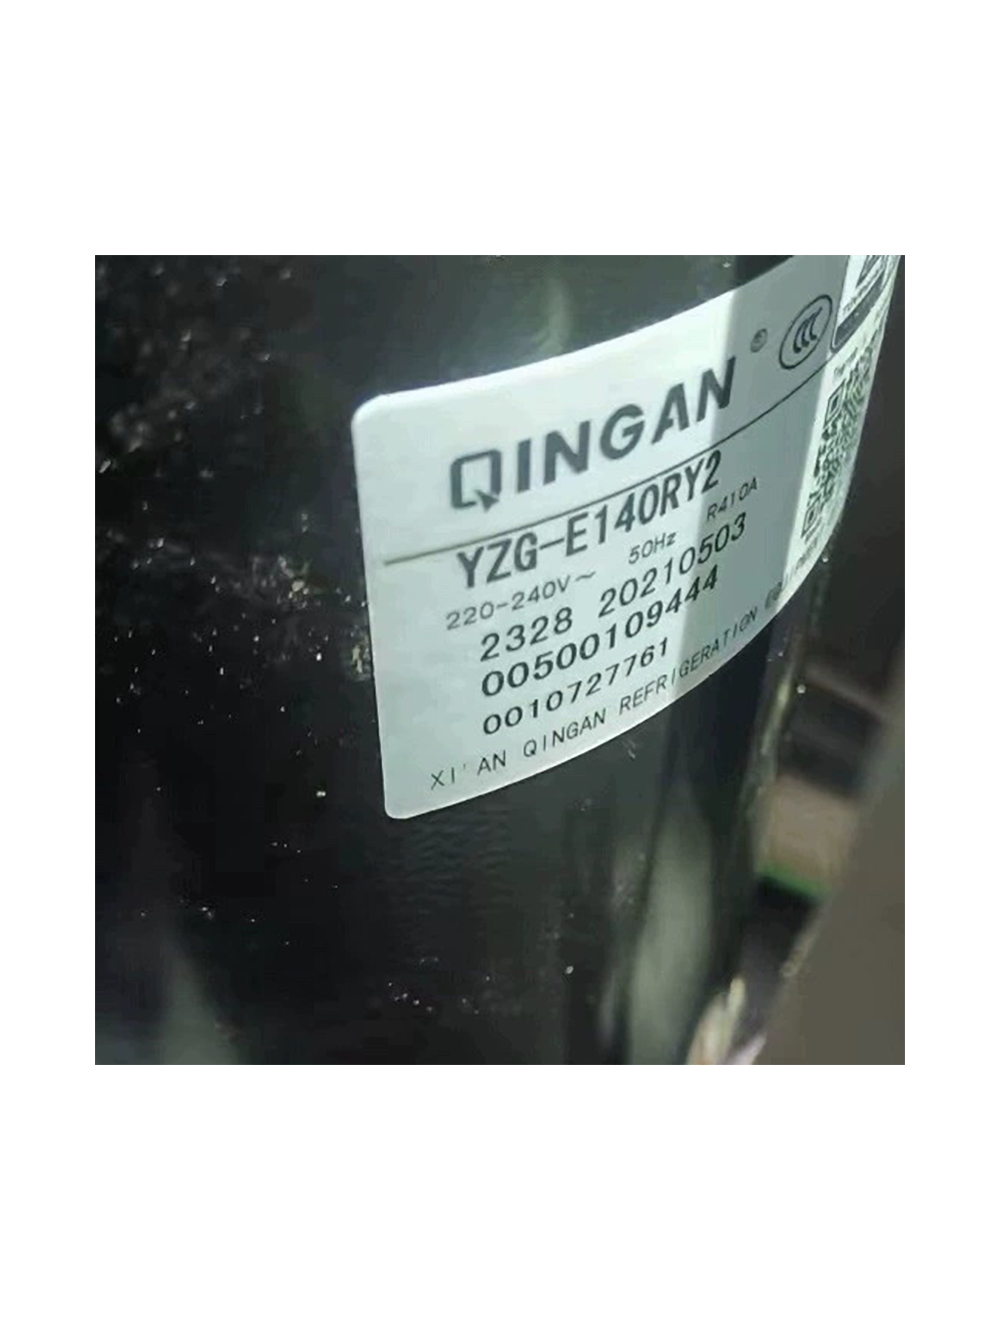 QINGAN ®
YZG-E140RY2
220-240V～ 50Hz R410A
2328 20210503
00500109444
0010727761
XI'AN QINGAN REFRIGERATION